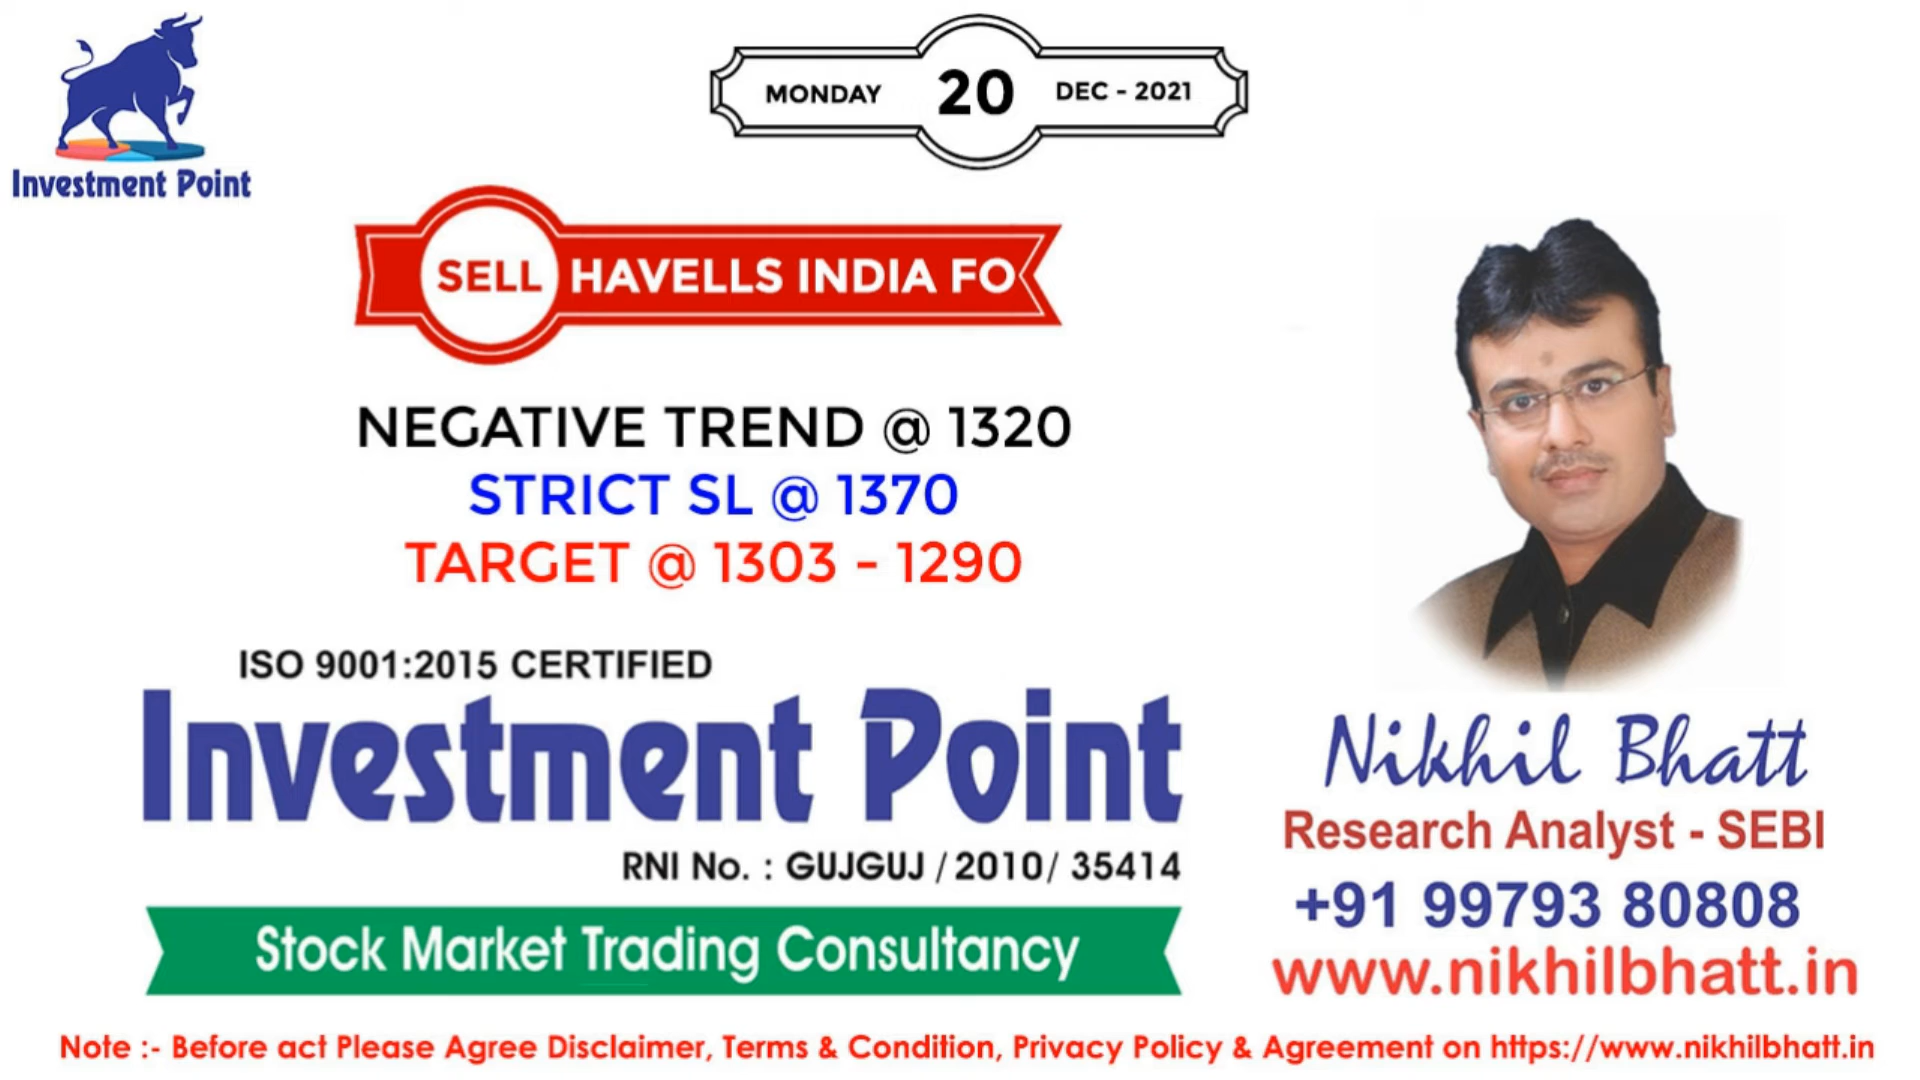 Investment Point
MONDAY 20 DEC - 2021
SELL HAVELLS INDIA FO
NEGATIVE TREND @ 1320
STRICT SL @ 1370
TARGET @ 1303 - 1290
ISO 9001:2015 CERTIFIED
Investment Point
RNI No. : GUJGUJ / 2010/ 35414
Stock Market Trading Consultancy
Nikhil Bhatt
Research Analyst - SEBI
+91 99793 80808
www.nikhilbhatt.in
Note :- Before act Please Agree Disclaimer, Terms & Condition, Privacy Policy & Agreement on https://www.nikhilbhatt.in